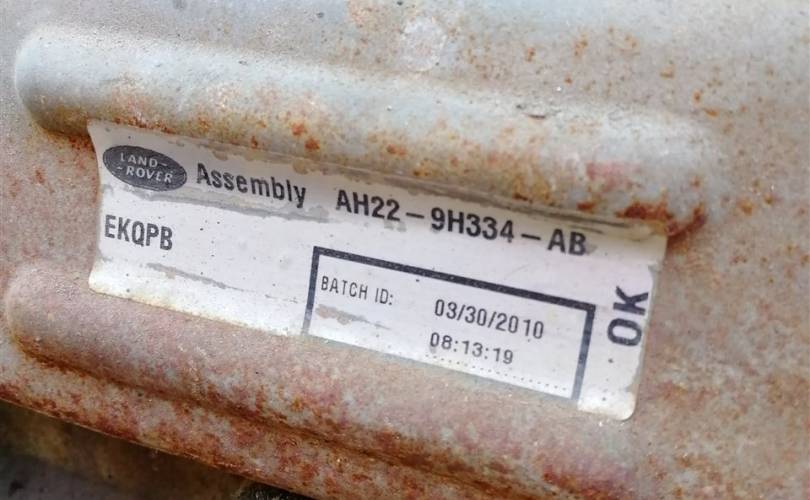 LAND-
-ROVER
Assembly AH22-9H334-AB
EKQPB
BATCH ID: 03/30/2010
08:13:19
OK